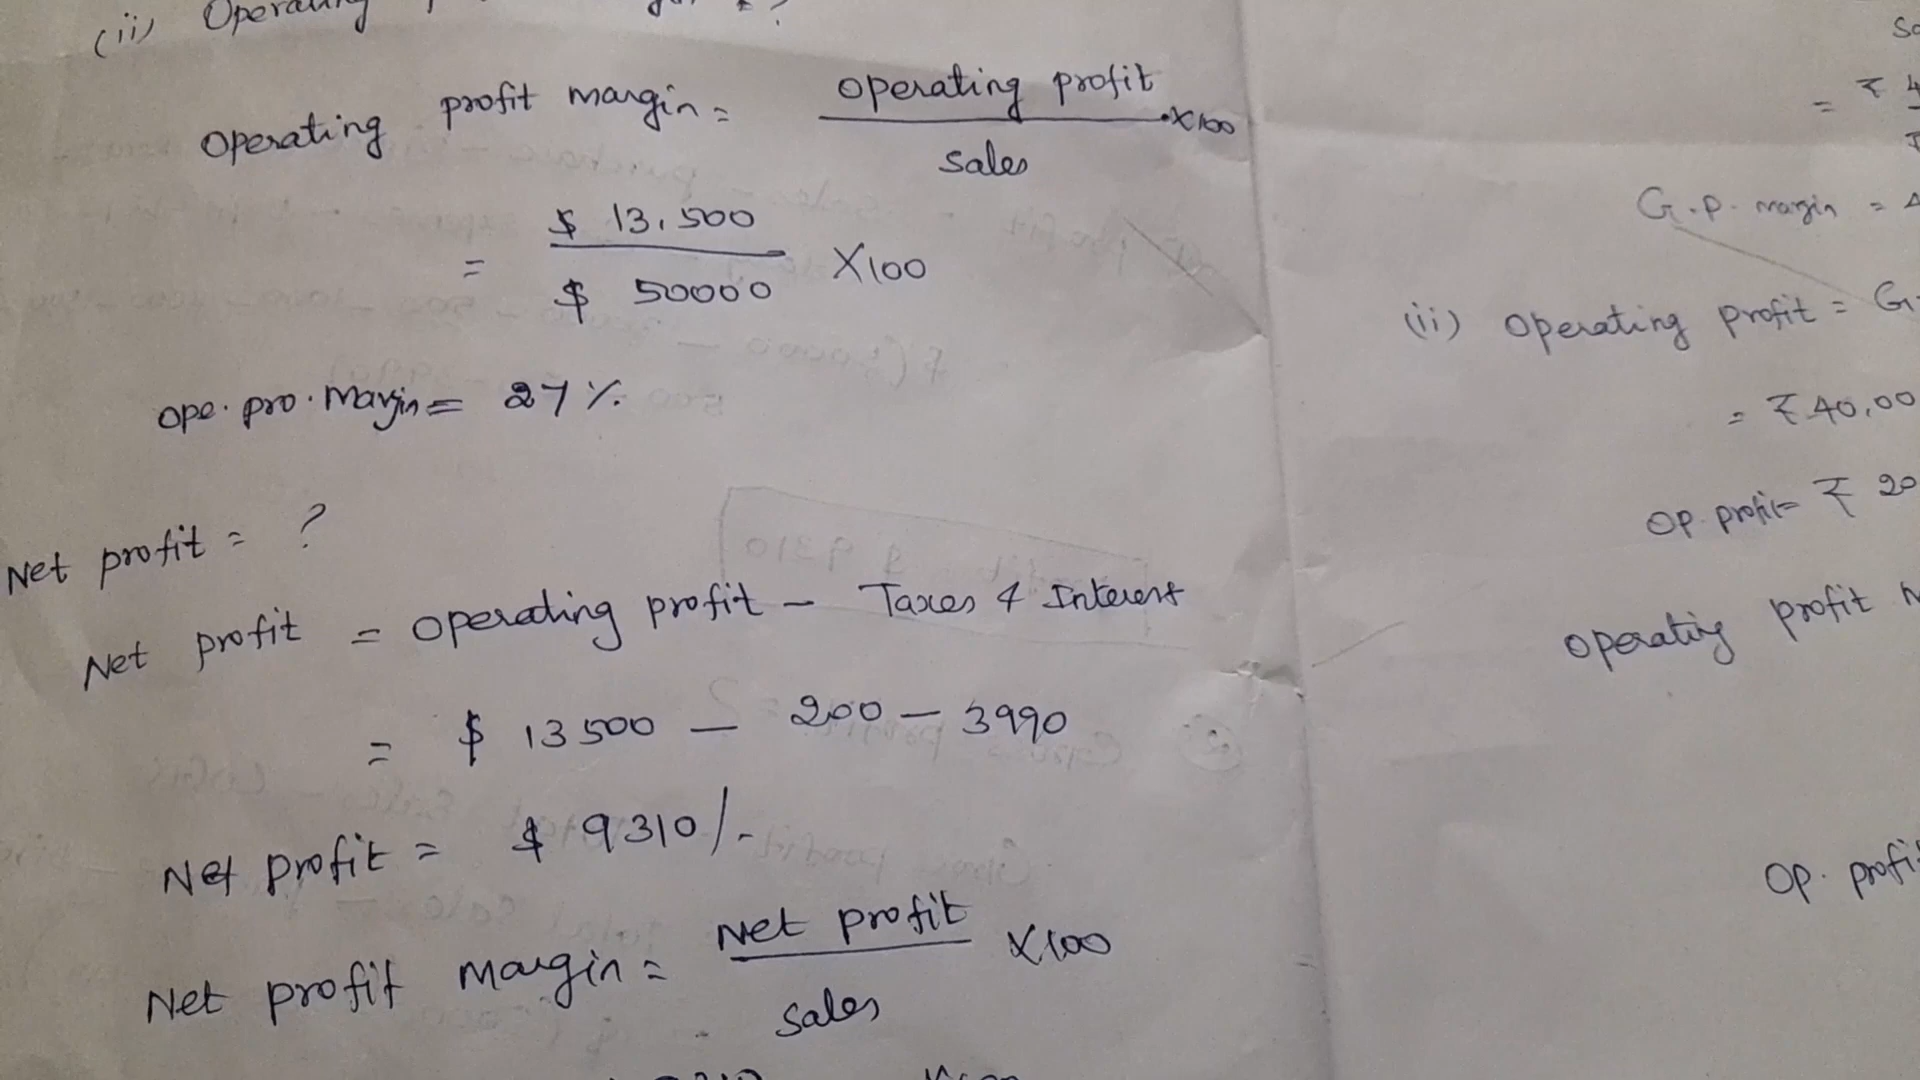 (ii) Operating
Operating profit margin = operating profit ×100
sales
= $ 13,500 ×100
$ 50000
ope. pro. Margin = 27 %
Net profit = ?
Net profit = operating profit - Taxes & Interest
= $ 13500 - 200 - 3990
Net profit = $ 9310/-
Net profit margin = Net profit ×100
sales
= ₹
G.P. margin =
(ii) Operating profit =
= ₹ 40,00
Op. profit = ₹ 20
Operating profit
Op. profit